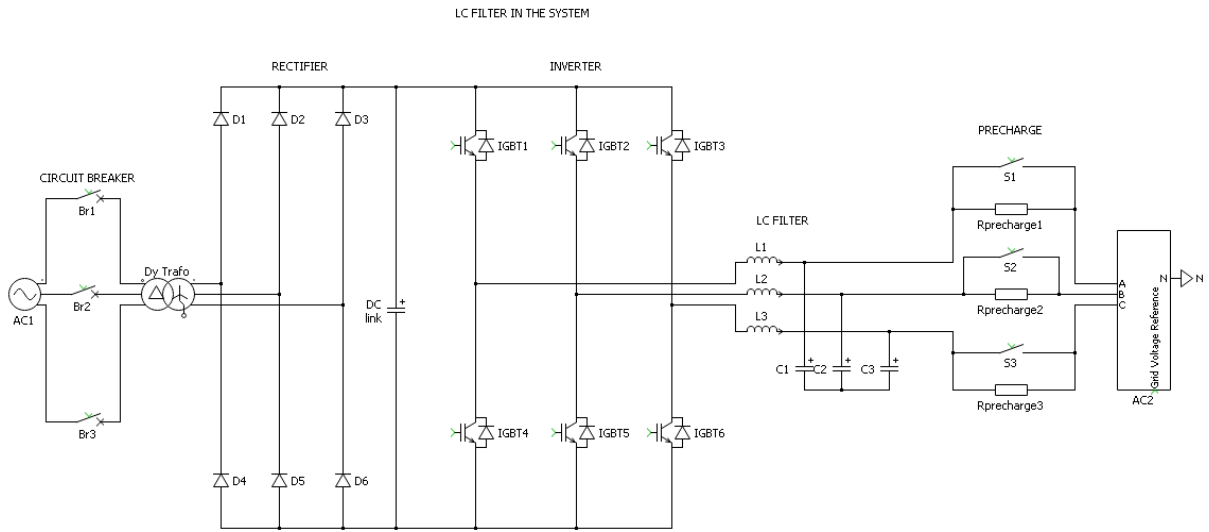 LC FILTER IN THE SYSTEM
RECTIFIER
INVERTER
D1
D2
D3
IGBT1
IGBT2
IGBT3
PRECHARGE
S1
Rprecharge1
CIRCUIT BREAKER
Br1
LC FILTER
L1
S2
Dy Trafo
L2
Rprecharge2
AC1
Br2
DC
link
L3
S3
Rprecharge3
C1
C2
C3
A
B
C
N
N
Grid Voltage Reference
AC2
Br3
IGBT4
IGBT5
IGBT6
D4
D5
D6